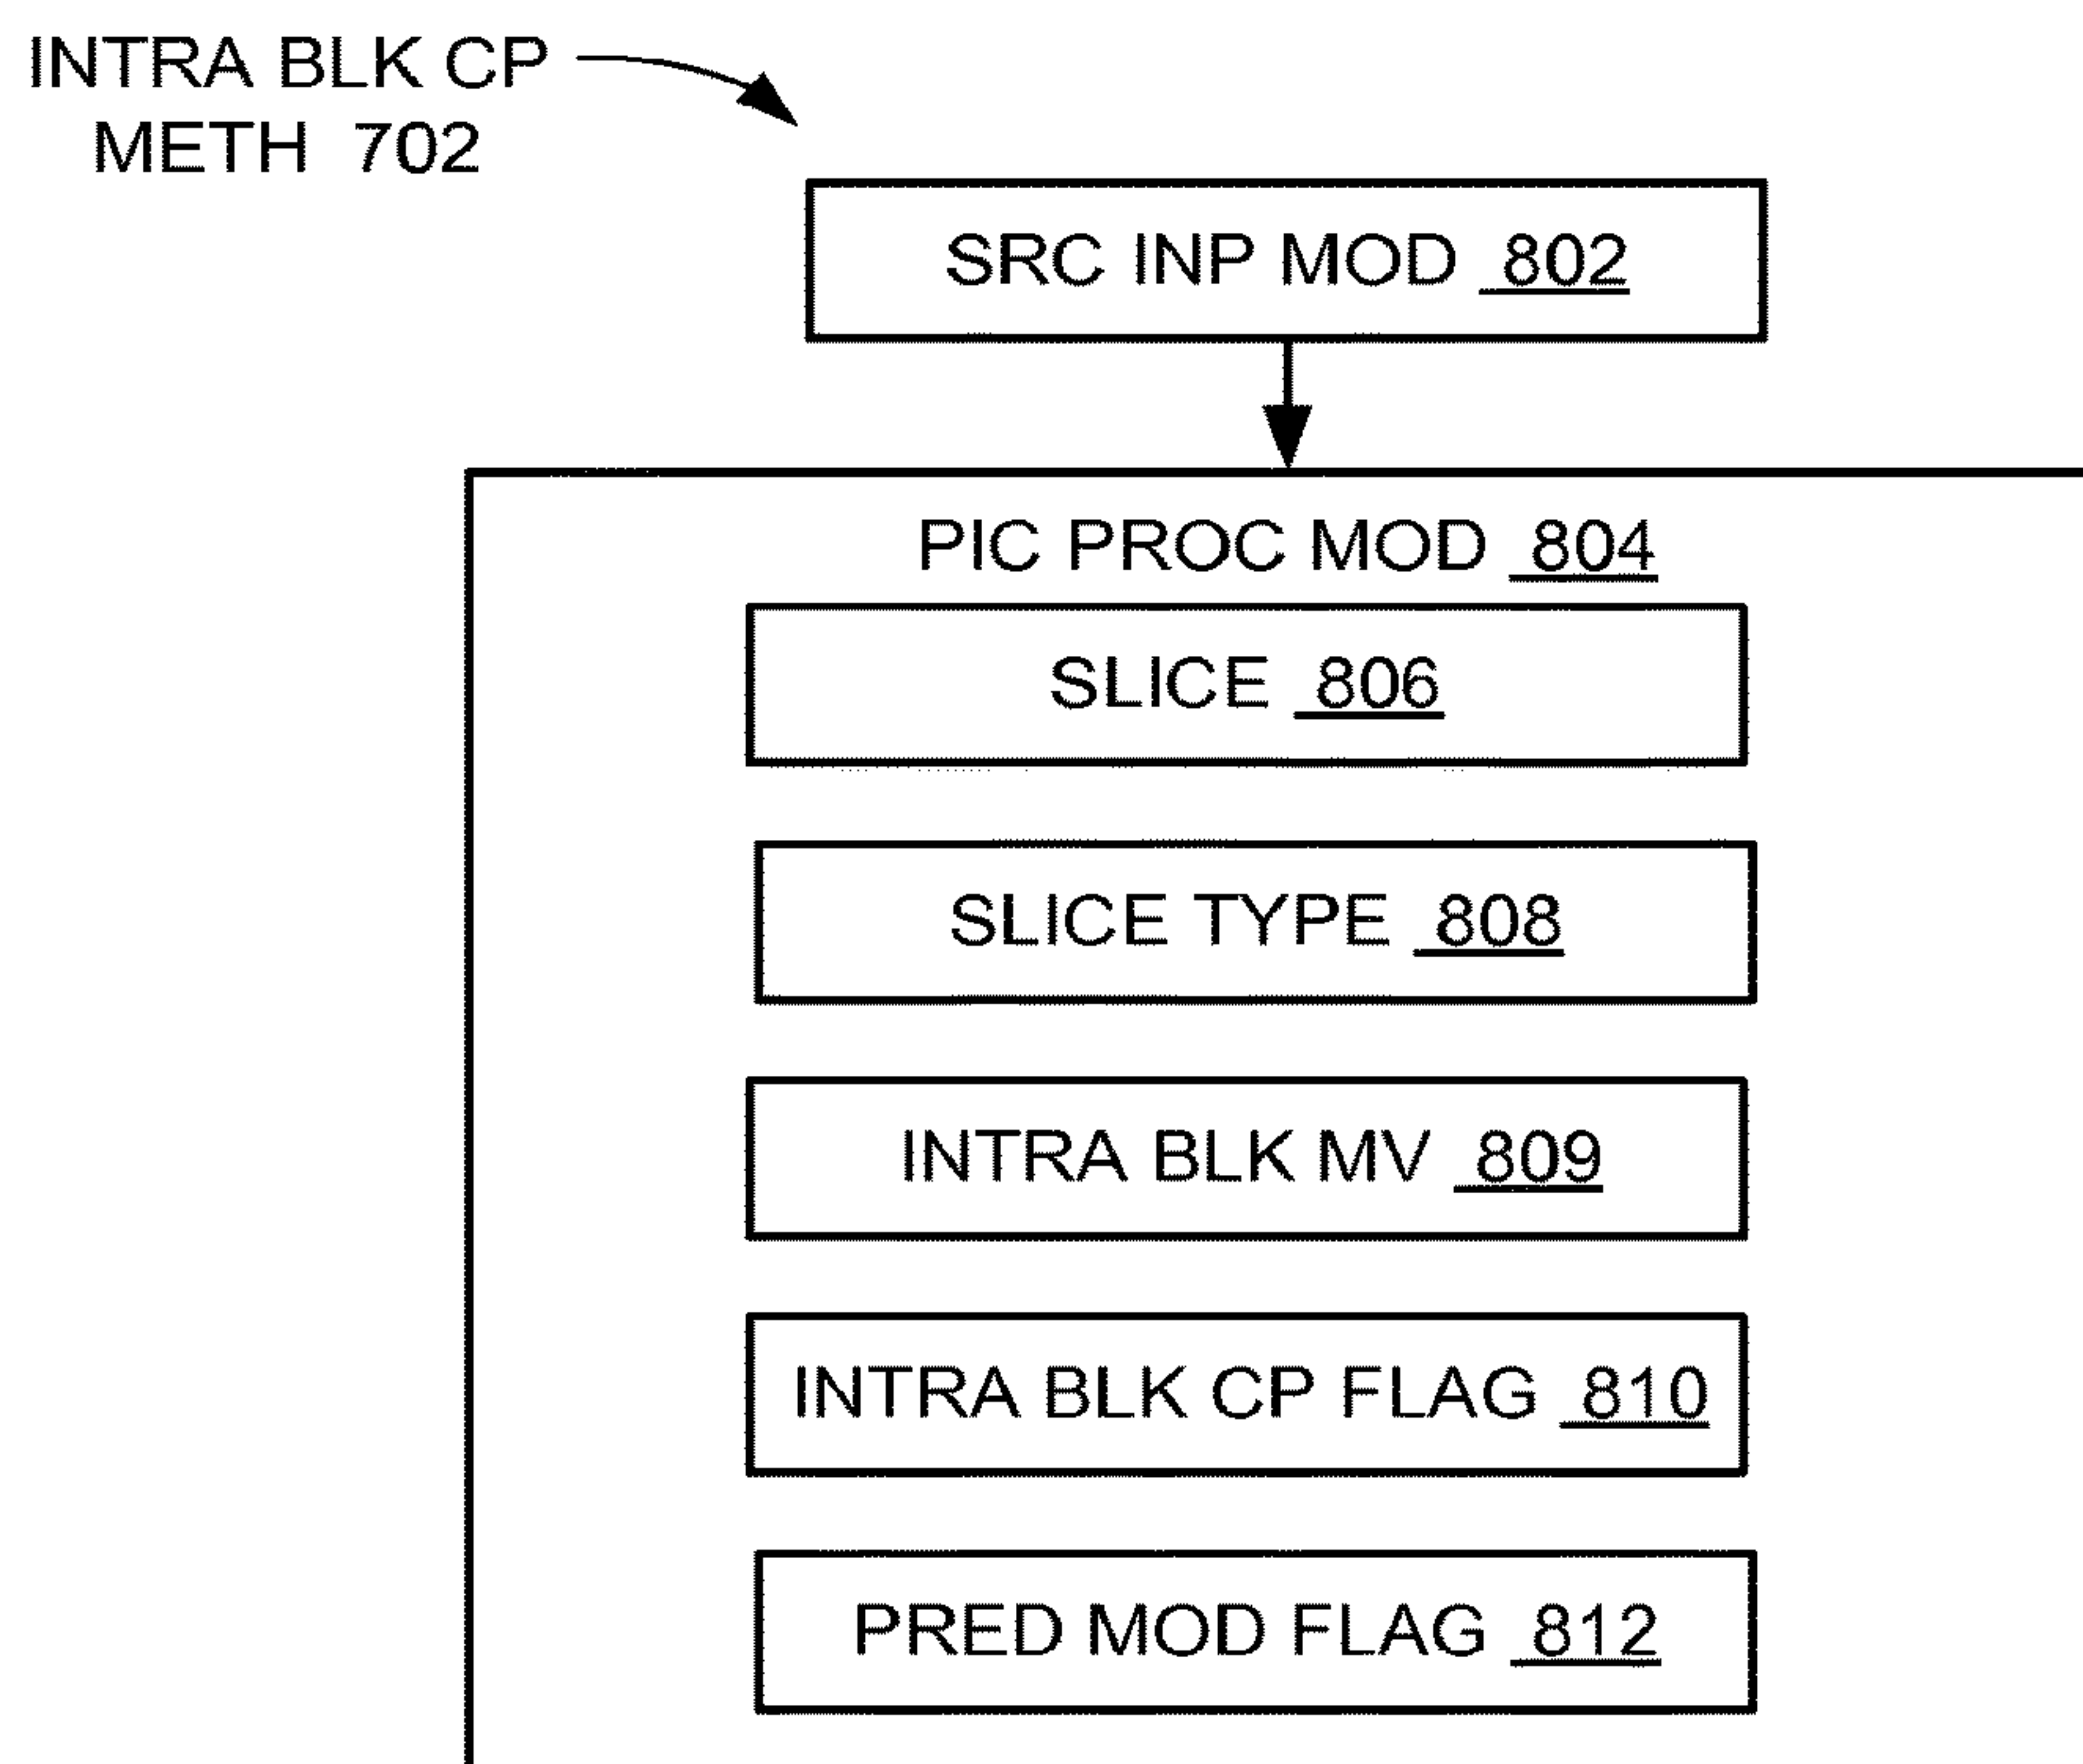 INTRA BLK CP
METH 702
SRC INP MOD 802
PIC PROC MOD 804
SLICE 806
SLICE TYPE 808
INTRA BLK MV 809
INTRA BLK CP FLAG 810
PRED MOD FLAG 812